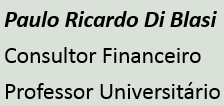 Paulo Ricardo Di Blasi
Consultor Financeiro
Professor Universitário